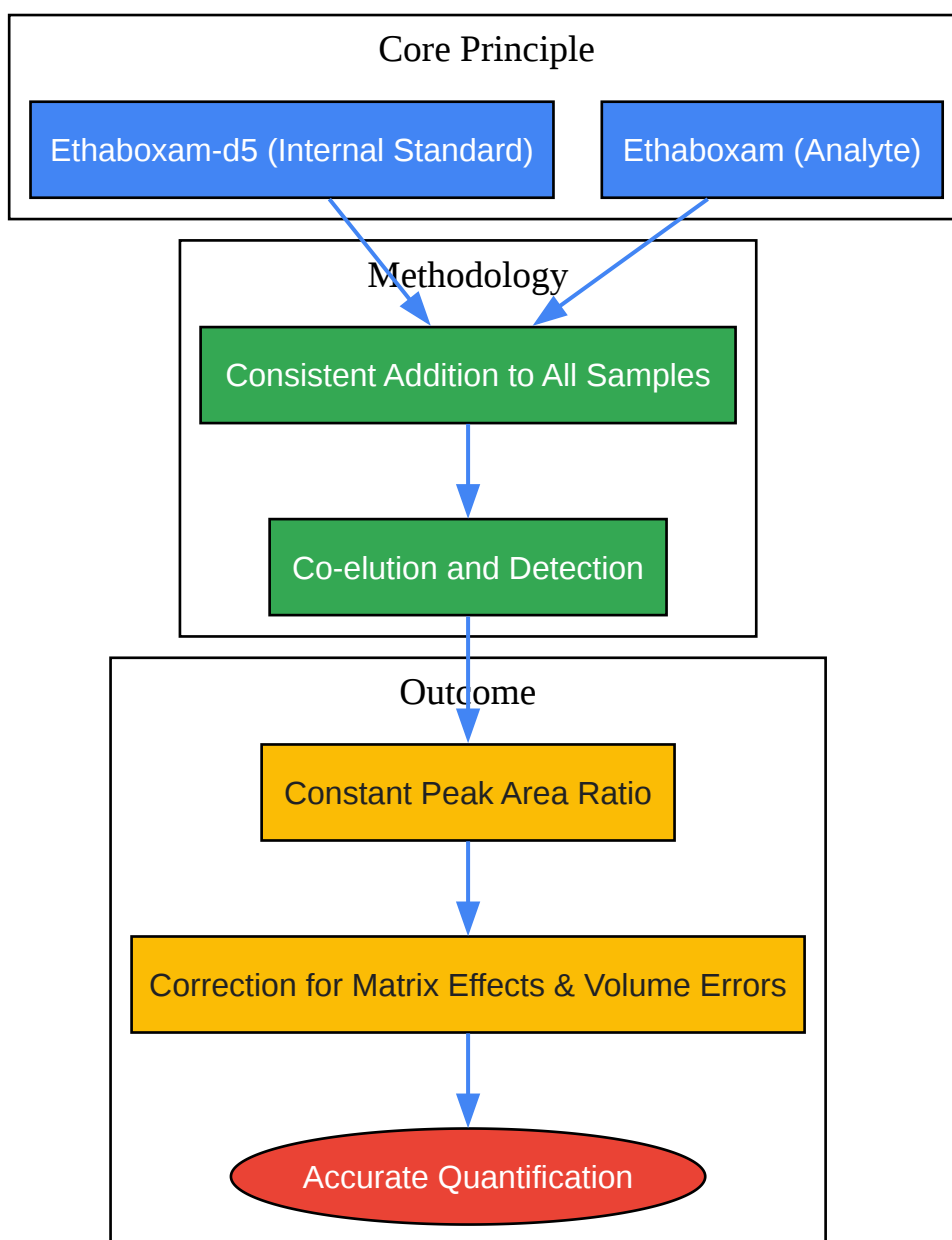 Core Principle
Ethaboxam-d5 (Internal Standard)
Ethaboxam (Analyte)
Methodology
Consistent Addition to All Samples
Co-elution and Detection
Outcome
Constant Peak Area Ratio
Correction for Matrix Effects & Volume Errors
Accurate Quantification